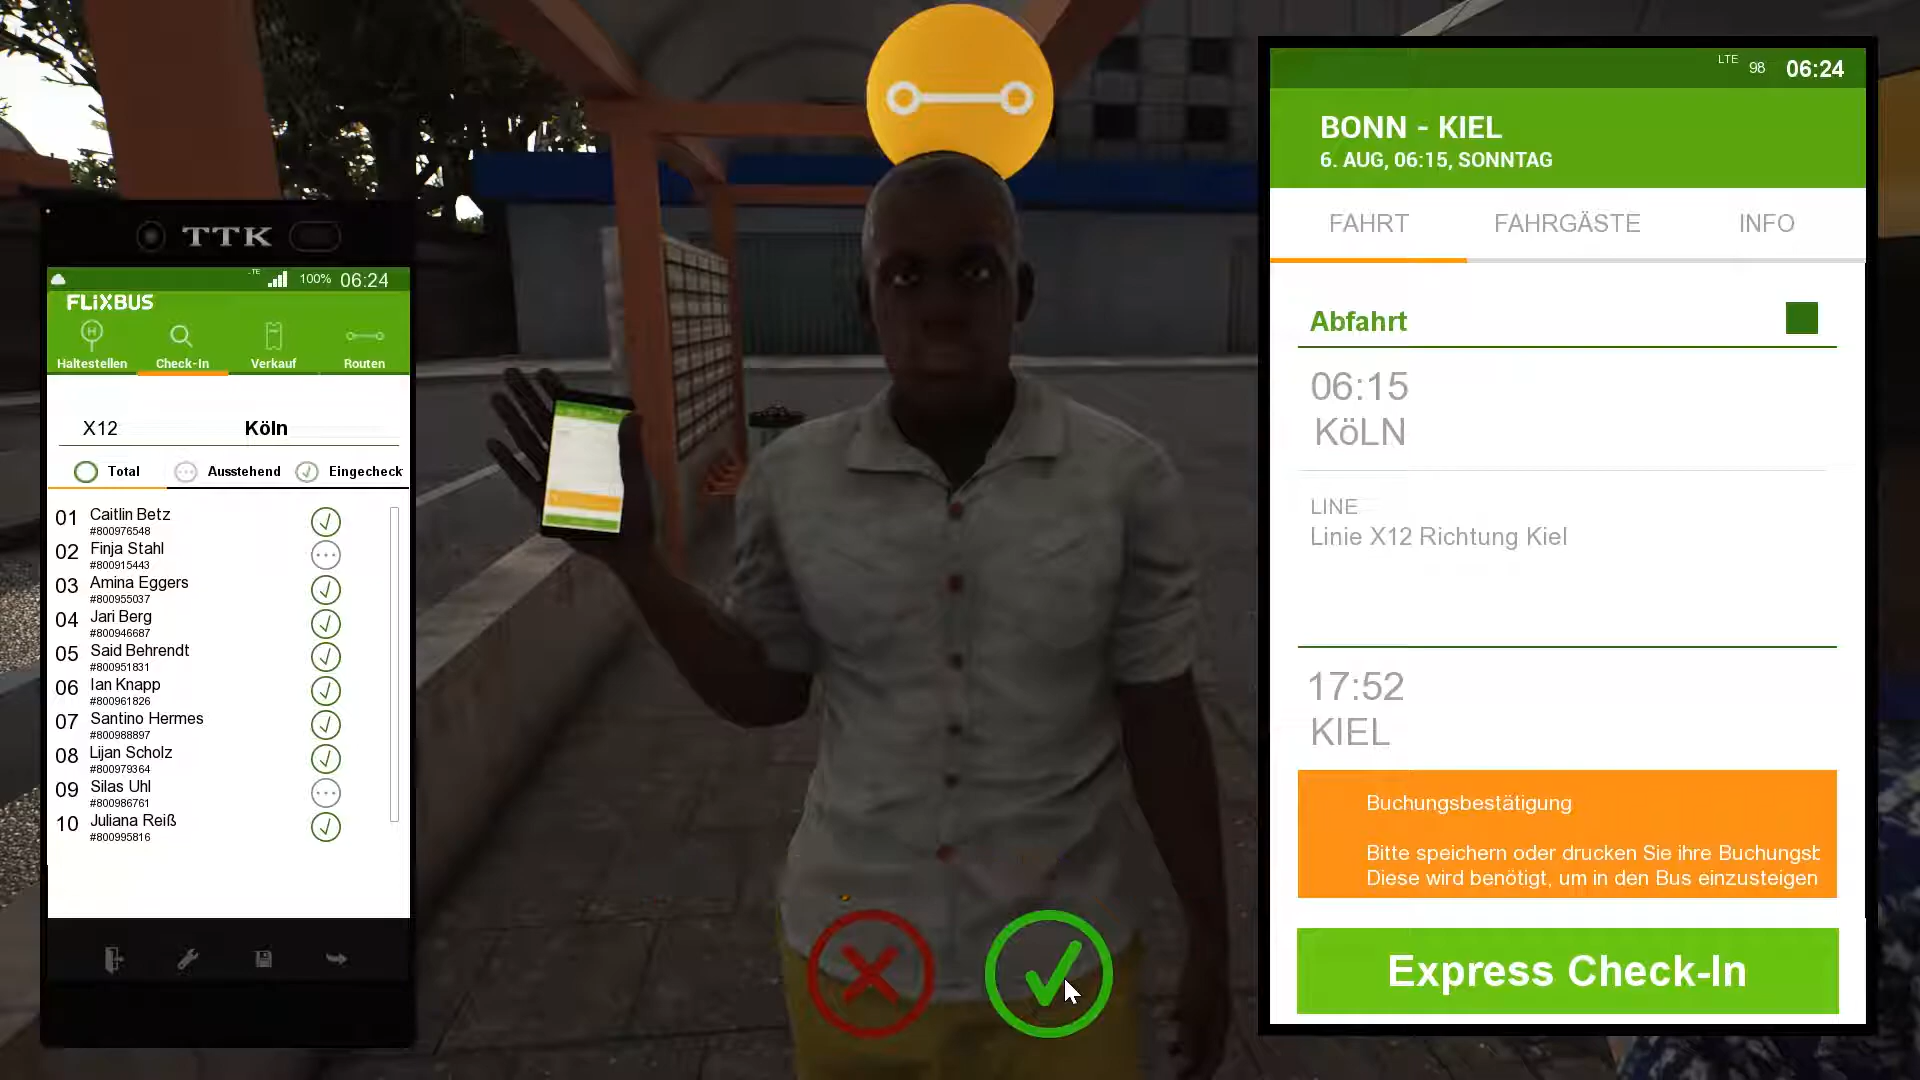 TTK
LTE
100%
06:24
FLiXBUS
Haltestellen
Check-In
Verkauf
Routen
X12
Köln
Total
Ausstehend
Eingecheck
01 Caitlin Betz
#800976548
02 Finja Stahl
#800915443
03 Amina Eggers
#800955037
04 Jari Berg
#800946687
05 Said Behrendt
#800951831
06 Ian Knapp
#800961826
07 Santino Hermes
#800988897
08 Lijan Scholz
#800979364
09 Silas Uhl
#800986761
10 Juliana Reiß
#800995816
LTE 98 06:24
BONN - KIEL
6. AUG, 06:15, SONNTAG
FAHRT
FAHRGÄSTE
INFO
Abfahrt
06:15
KöLN
LINE
Linie X12 Richtung Kiel
17:52
KIEL
Buchungsbestätigung
Bitte speichern oder drucken Sie ihre Buchungsb
Diese wird benötigt, um in den Bus einzusteigen
Express Check-In